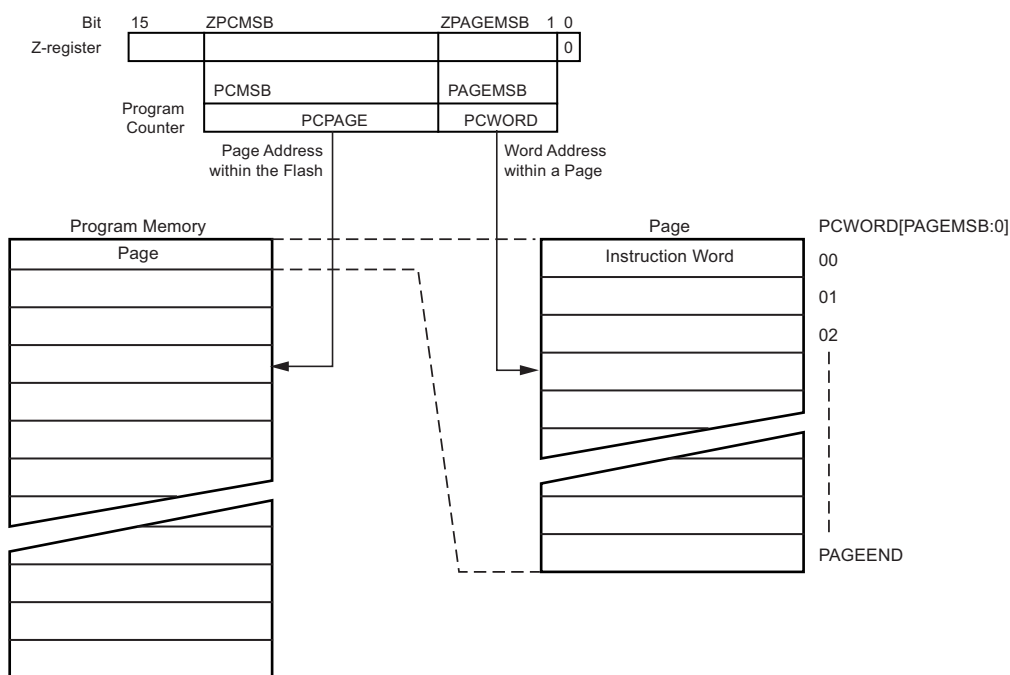 Bit 15 ZPCMSB ZPAGEMSB 1 0
Z-register 0
PCMSB PAGEMSB
Program
Counter
PCPAGE PCWORD
Page Address
within the Flash
Word Address
within a Page
Program Memory
Page
Page
Instruction Word
PCWORD[PAGEMSB:0]
00
01
02
PAGEEND